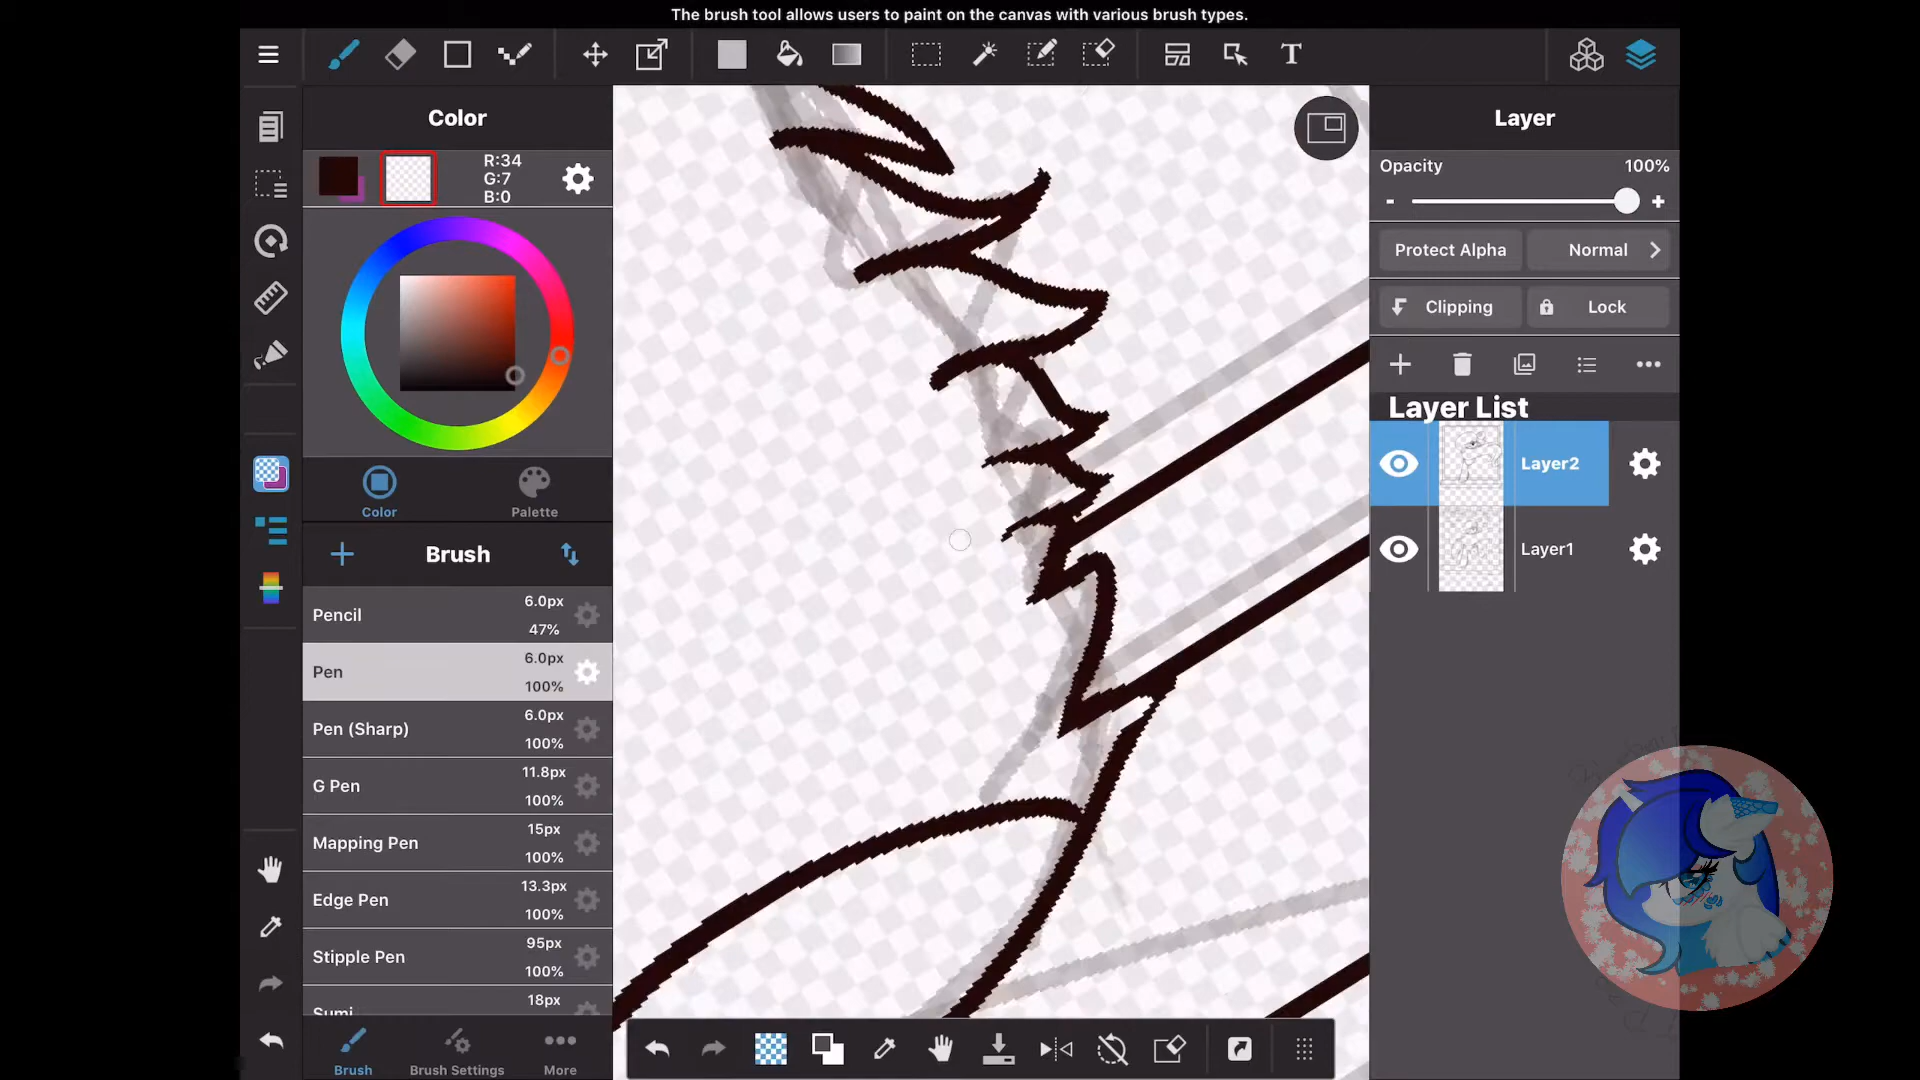 The brush tool allows users to paint on the canvas with various brush types.
T
Color
Layer
R:34
G:7
B:0
Opacity 100%
- +
Protect Alpha Normal
Clipping Lock
Layer List
Layer2
Layer1
Color Palette
Brush
Pencil 6.0px 47%
Pen 6.0px 100%
Pen (Sharp) 6.0px 100%
G Pen 11.8px 100%
Mapping Pen 15px 100%
Edge Pen 13.3px 100%
Stipple Pen 95px 100%
Sumi 18px
Brush Brush Settings More